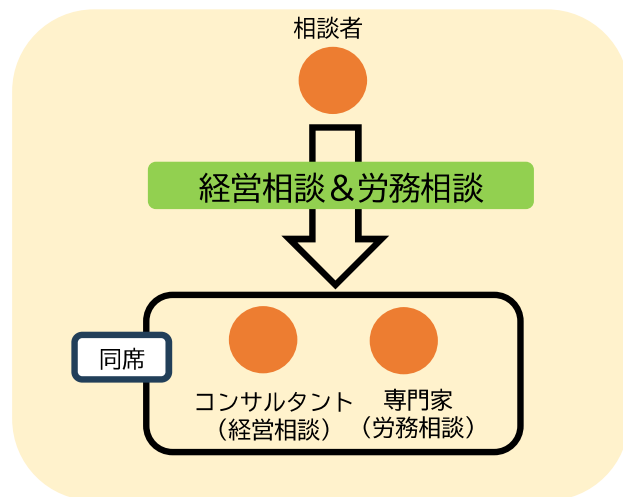 相談者
経営相談＆労務相談
同席
コンサルタント
（経営相談）
専門家
（労務相談）